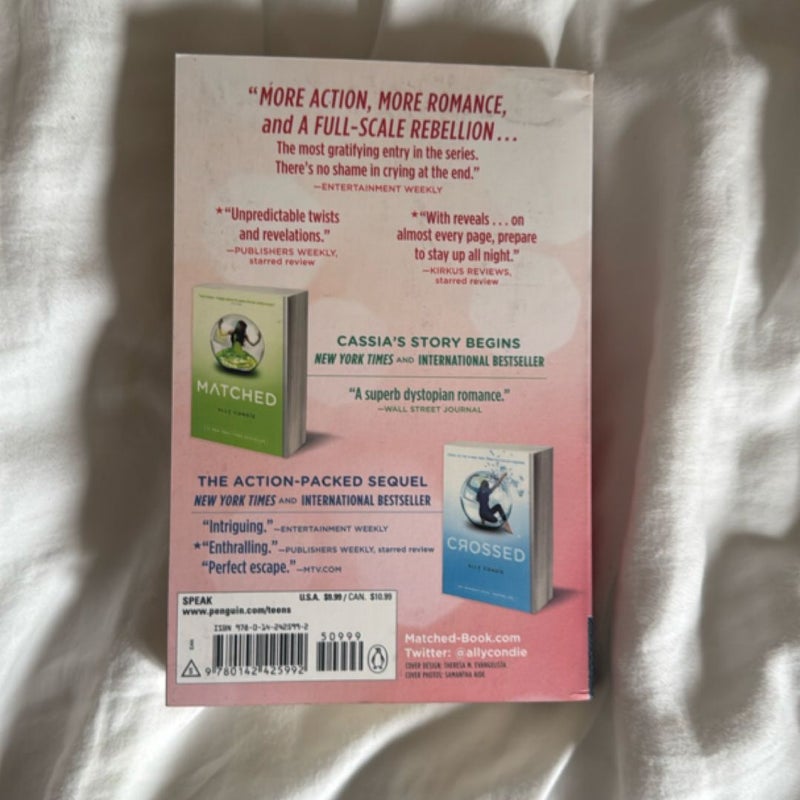 “MORE ACTION, MORE ROMANCE,
and A FULL-SCALE REBELLION...
The most gratifying entry in the series.
There's no shame in crying at the end.”
—ENTERTAINMENT WEEKLY
★“Unpredictable twists
and revelations.”
—PUBLISHERS WEEKLY,
starred review
★“With reveals ... on
almost every page, prepare
to stay up all night.”
—KIRKUS REVIEWS,
starred review
MATCHED
ALLY CONDIE
CASSIA'S STORY BEGINS
NEW YORK TIMES AND INTERNATIONAL BESTSELLER
“A superb dystopian romance.”
—WALL STREET JOURNAL
THE ACTION-PACKED SEQUEL
NEW YORK TIMES AND INTERNATIONAL BESTSELLER
“Intriguing.”—ENTERTAINMENT WEEKLY
★“Enthralling.”—PUBLISHERS WEEKLY, starred review
“Perfect escape.”—MTV.COM
CROSSED
ALLY CONDIE
SPEAK
www.penguin.com/teens
U.S.A. $9.99 / CAN. $10.99
ISBN 978-0-14-242599-2
50999
9 780142 425992
Matched-Book.com
Twitter: @allycondie
COVER DESIGN: THERESA M. EVANGELISTA
COVER PHOTOS: SAMANTHA AIDE